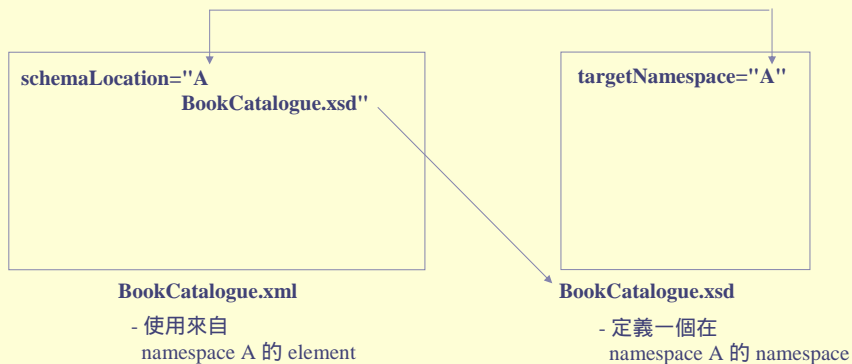 schemaLocation="A
BookCatalogue.xsd"
BookCatalogue.xml
- 使用來自
namespace A 的 element
targetNamespace="A"
BookCatalogue.xsd
- 定義一個在
namespace A 的 namespace